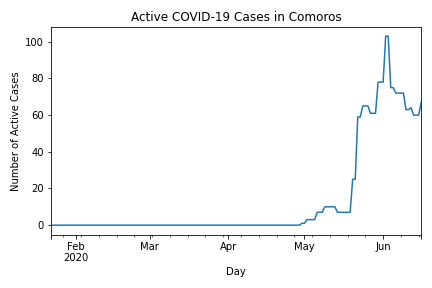 Active COVID-19 Cases in Comoros
100
80
60
40
20
0
Number of Active Cases
Feb Mar Apr May Jun
2020
Day